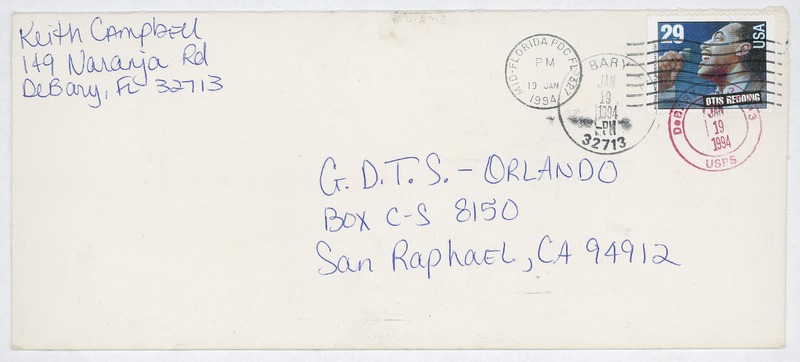 Keith Campbell
149 Naranja Rd
DeBary, FL 32713
MID-FLORIDA PDC, FL 327
PM
19 JAN
1994
BARY
JAN
19
1994
PM
32713
29
USA
OTIS REDDING
DeBARY
JAN
19
1994
USPS
G. D. T. S. - ORLANDO
BOX C-S 8150
San Raphael, CA 94912